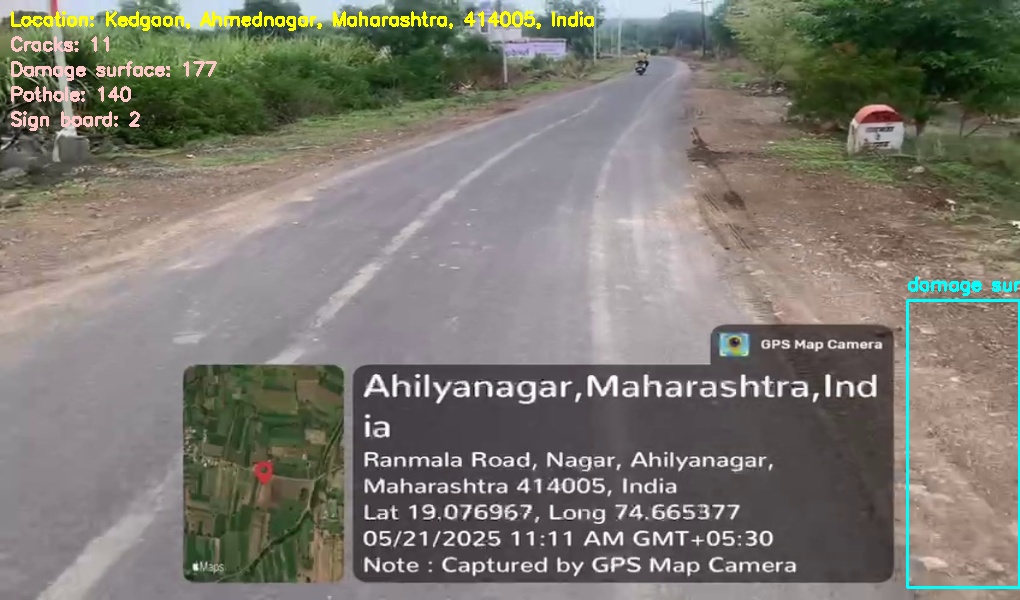 Location: Kedgaon, Ahmednagar, Maharashtra, 414005, India
Cracks: 11
Damage surface: 177
Pothole: 140
Sign board: 2
damage sur
GPS Map Camera
Ahilyanagar,Maharashtra,Ind
ia
Ranmala Road, Nagar, Ahilyanagar,
Maharashtra 414005, India
Lat 19.076967, Long 74.665377
05/21/2025 11:11 AM GMT+05:30
Note : Captured by GPS Map Camera
Maps